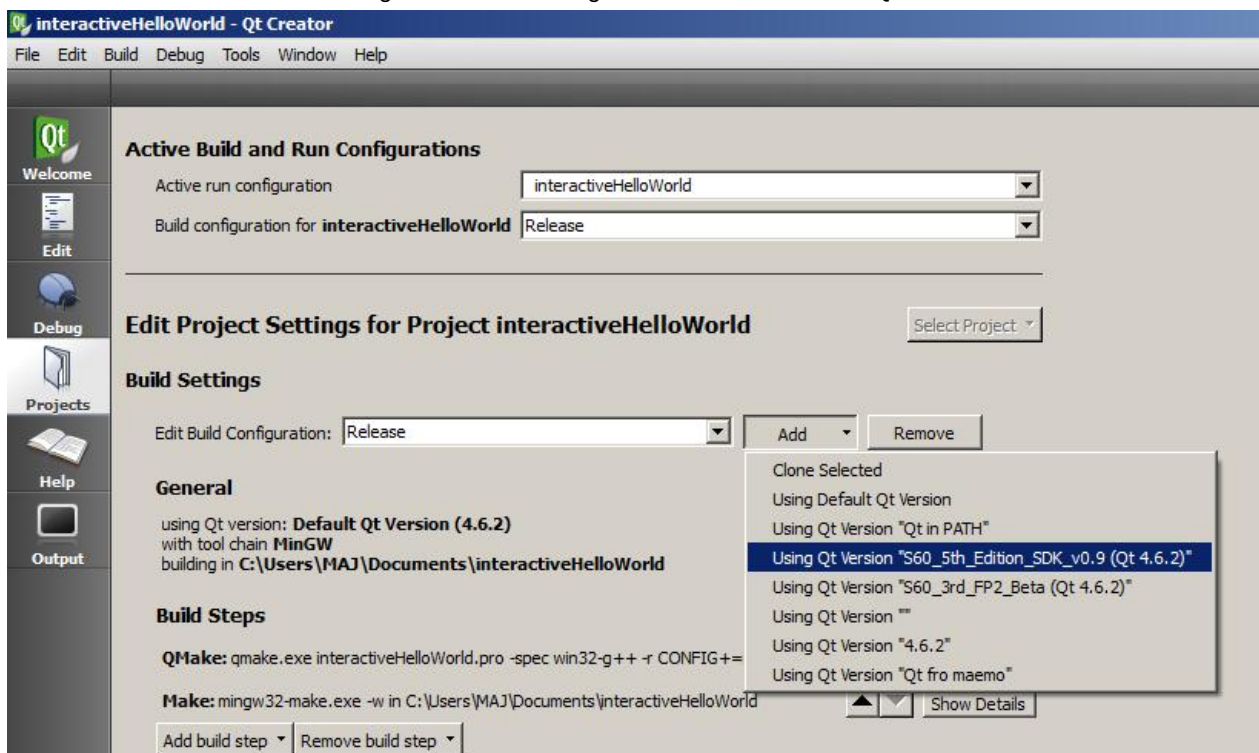 interactiveHelloWorld - Qt Creator
File Edit Build Debug Tools Window Help
Qt
Welcome
Edit
Debug
Projects
Help
Output
Active Build and Run Configurations
Active run configuration interactiveHelloWorld
Build configuration for interactiveHelloWorld Release
Edit Project Settings for Project interactiveHelloWorld Select Project
Build Settings
Edit Build Configuration: Release Add Remove
Clone Selected
Using Default Qt Version
Using Qt Version "Qt in PATH"
Using Qt Version "S60_5th_Edition_SDK_v0.9 (Qt 4.6.2)"
Using Qt Version "S60_3rd_FP2_Beta (Qt 4.6.2)"
Using Qt Version ""
Using Qt Version "4.6.2"
Using Qt Version "Qt fro maemo"
General
using Qt version: Default Qt Version (4.6.2)
with tool chain MinGW
building in C:\Users\MAJ\Documents\interactiveHelloWorld
Build Steps
QMake: qmake.exe interactiveHelloWorld.pro -spec win32-g++ -r CONFIG+=
Make: mingw32-make.exe -w in C:\Users\MAJ\Documents\interactiveHelloWorld Show Details
Add build step Remove build step